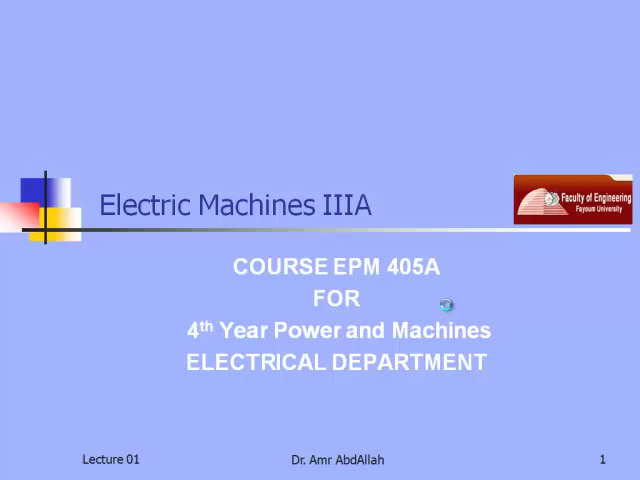 Electric Machines IIIA
Faculty of Engineering
Fayoum University
COURSE EPM 405A
FOR
4th Year Power and Machines
ELECTRICAL DEPARTMENT
Lecture 01
Dr. Amr AbdAllah
1